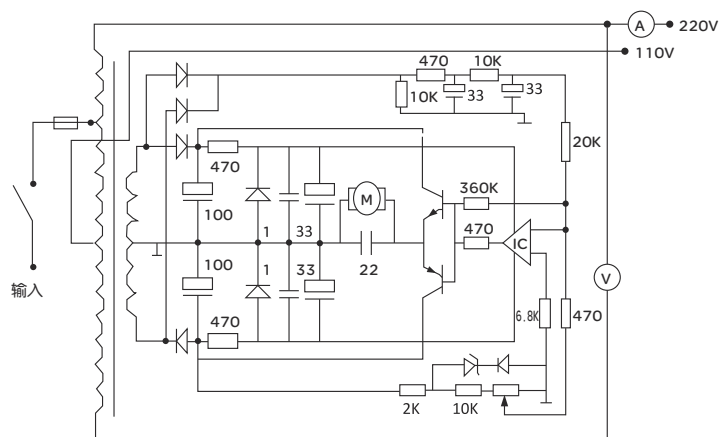 A 220V
110V
470 10K
10K 33 33
20K
470
M
360K
100
1 33
470
IC
100 1 33 22
V
输入
470
6.8K 470
2K 10K